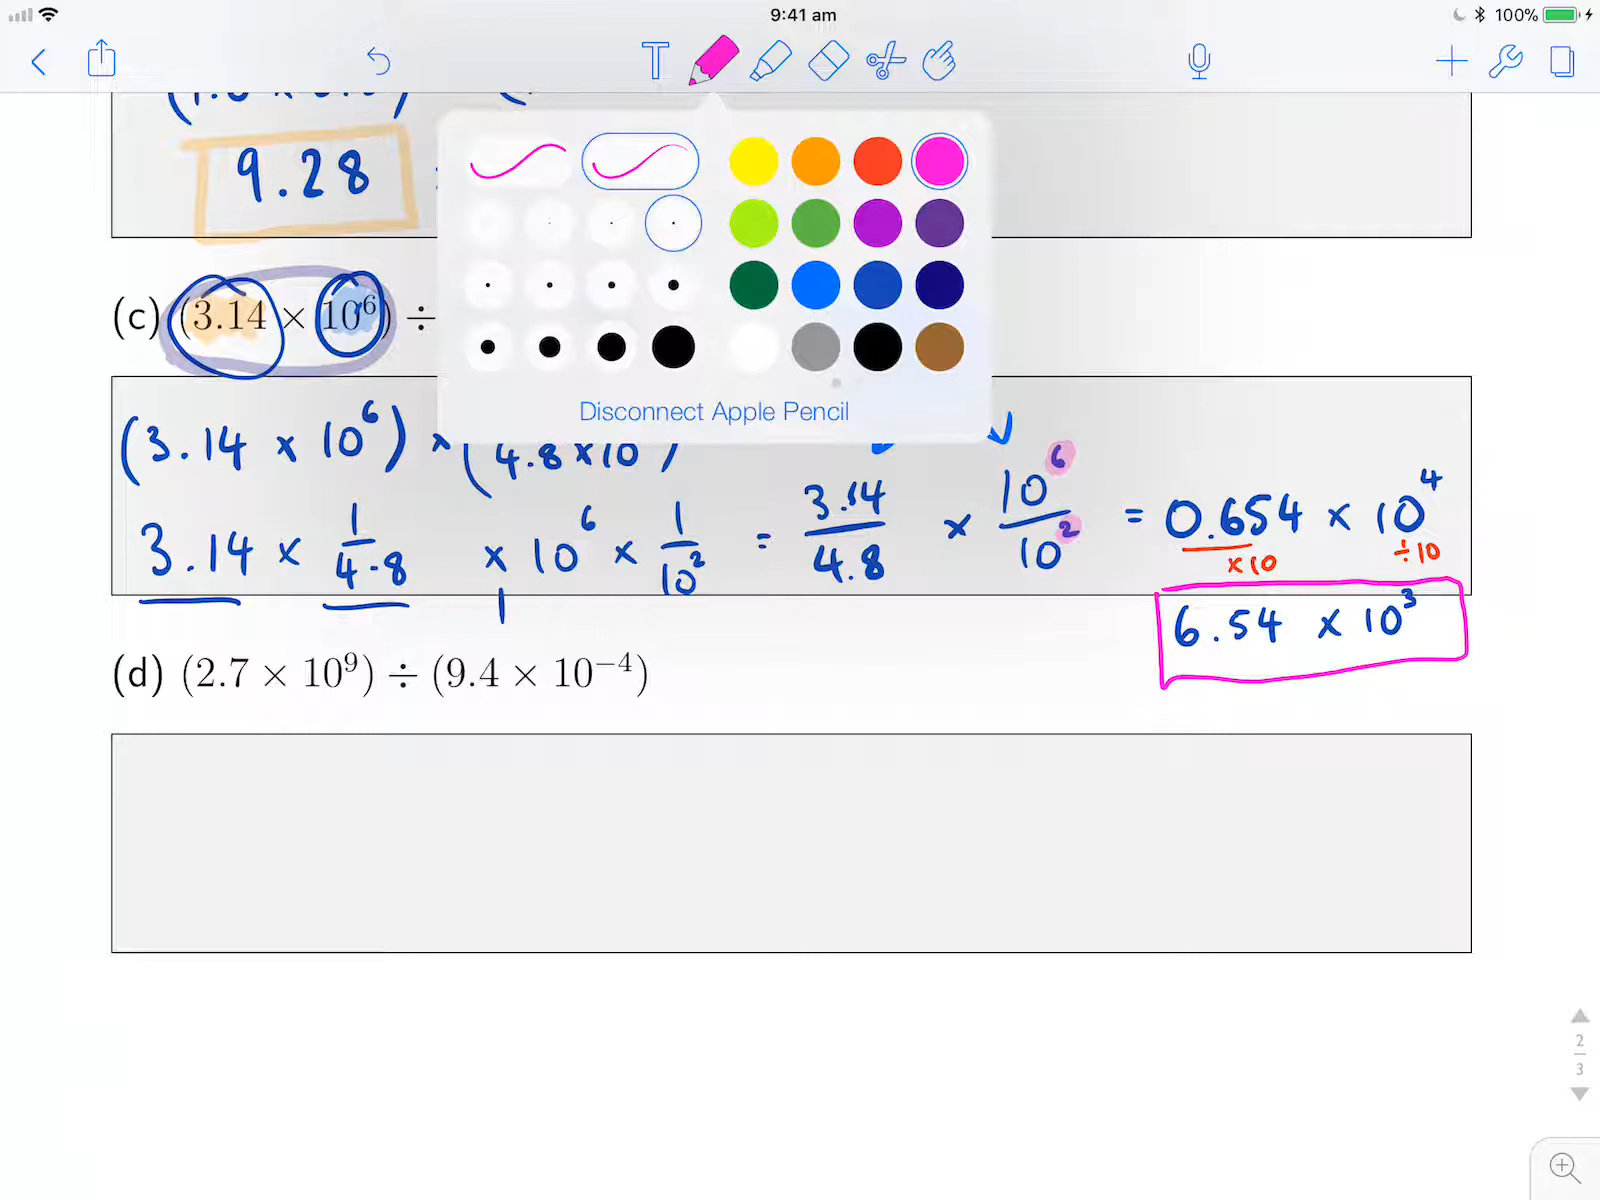 9:41 am 100%
T
9.28
(c) (3.14 × 10⁶) ÷
Disconnect Apple Pencil
(3.14 × 10⁶) × (4.8 × 10 )
3.14 × 1/4.8 × 10⁶ × 1/10² = 3.14/4.8 × 10⁶/10² = 0.654 × 10⁴
×10 ÷10
6.54 × 10³
(d) (2.7 × 10⁹) ÷ (9.4 × 10⁻⁴)
2
3